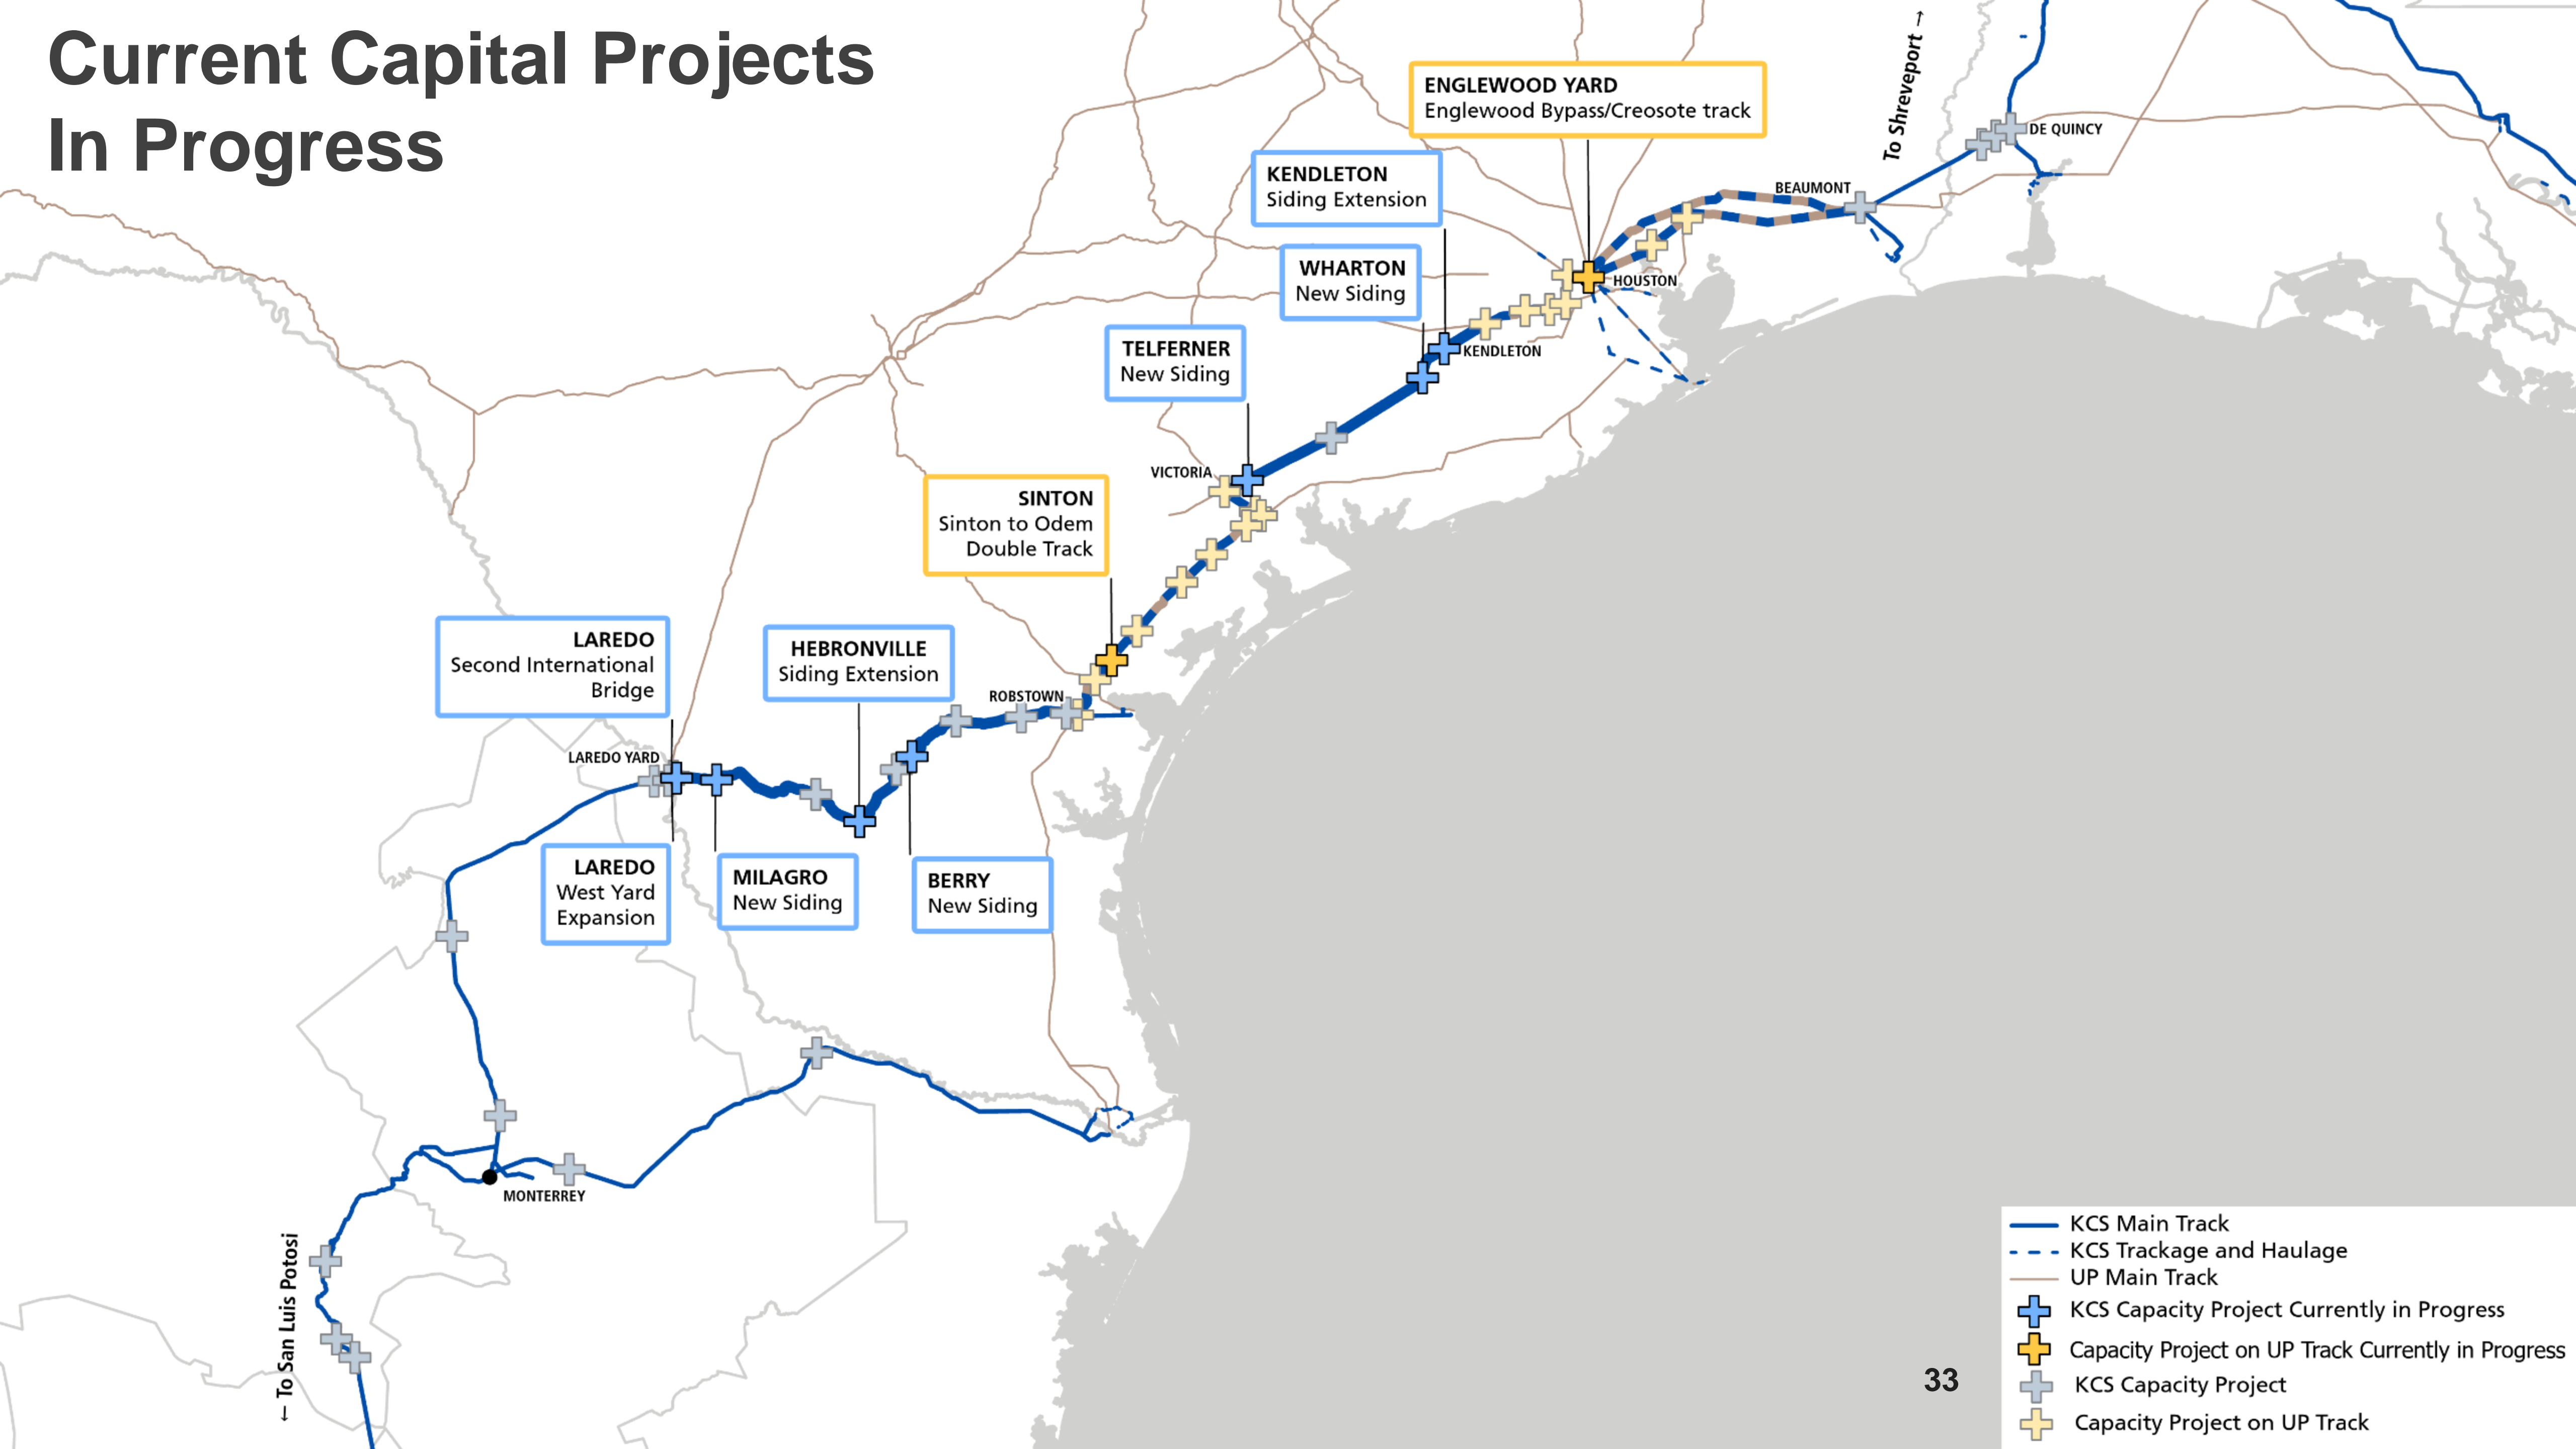 Current Capital Projects
In Progress
To Shreveport →
ENGLEWOOD YARD
Englewood Bypass/Creosote track
DE QUINCY
KENDLETON
Siding Extension
BEAUMONT
WHARTON
New Siding
HOUSTON
TELFERNER
New Siding
KENDLETON
VICTORIA
SINTON
Sinton to Odem
Double Track
LAREDO
Second International
Bridge
HEBRONVILLE
Siding Extension
ROBSTOWN
LAREDO YARD
LAREDO
West Yard
Expansion
MILAGRO
New Siding
BERRY
New Siding
MONTERREY
← To San Luis Potosi
KCS Main Track
KCS Trackage and Haulage
UP Main Track
KCS Capacity Project Currently in Progress
Capacity Project on UP Track Currently in Progress
KCS Capacity Project
Capacity Project on UP Track
33